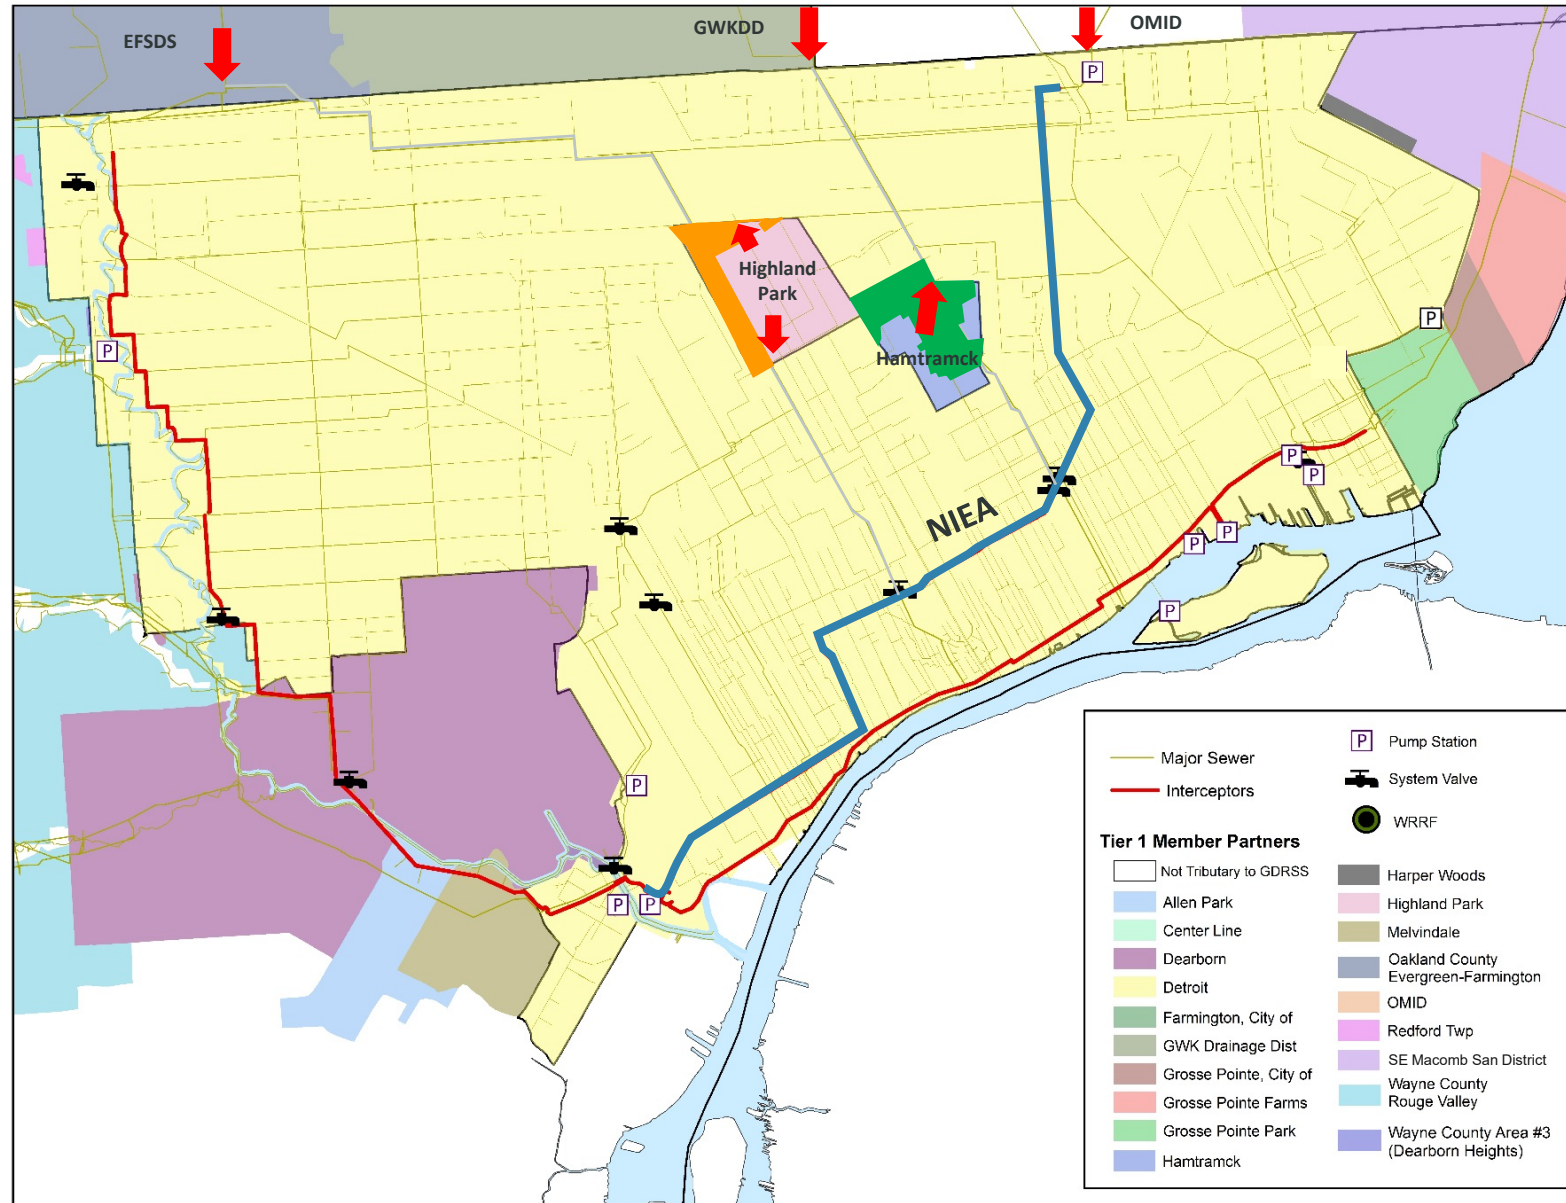 EFSDS
GWKDD
OMID
P
Highland
Park
P
P
Hamtramck
NIEA
P
P
P
P
P
P
P
P
Major Sewer
Interceptors
P Pump Station
System Valve
WRRF
Tier 1 Member Partners
Not Tributary to GDRSS
Allen Park
Center Line
Dearborn
Detroit
Farmington, City of
GWK Drainage Dist
Grosse Pointe, City of
Grosse Pointe Farms
Grosse Pointe Park
Hamtramck
Harper Woods
Highland Park
Melvindale
Oakland County
Evergreen-Farmington
OMID
Redford Twp
SE Macomb San District
Wayne County
Rouge Valley
Wayne County Area #3
(Dearborn Heights)